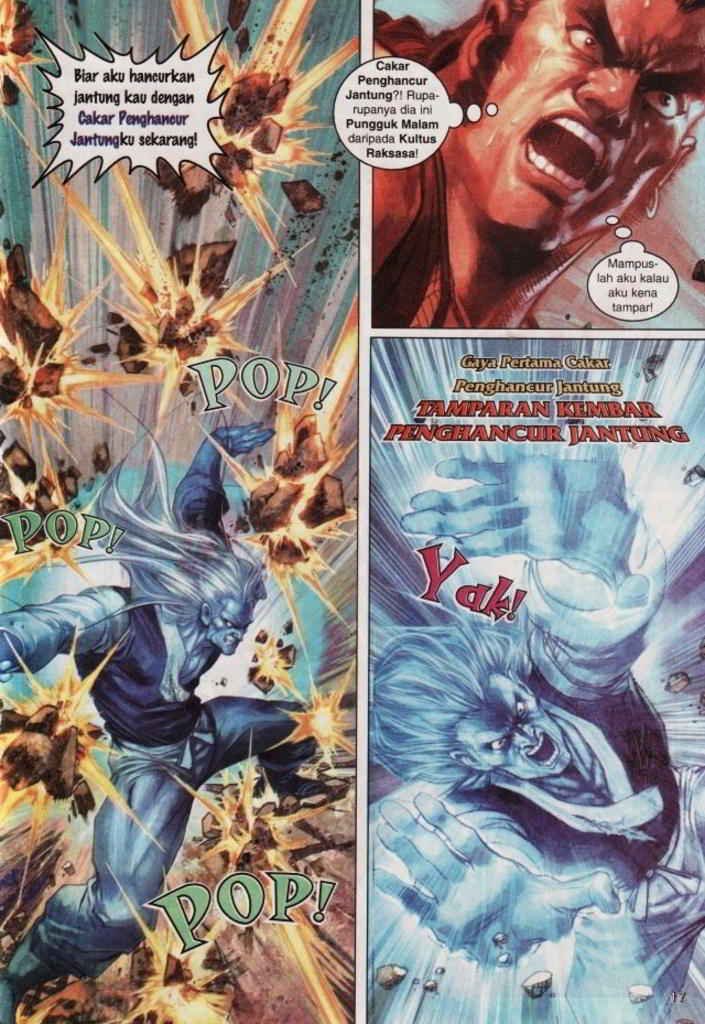 Biar aku hancurkan
jantung kau dengan
Cakar Penghancur
Jantungku sekarang!
POP!
POP!
POP!
Cakar
Penghancur
Jantung?! Rupa-
rupanya dia ini
Pungguk Malam
daripada Kultus
Raksasa!
Mampus-
lah aku kalau
aku kena
tampar!
Gaya Pertama Cakar
Penghancur Jantung
TAMPARAN KEMBAR
PENGHANCUR JANTUNG
Yak!
17